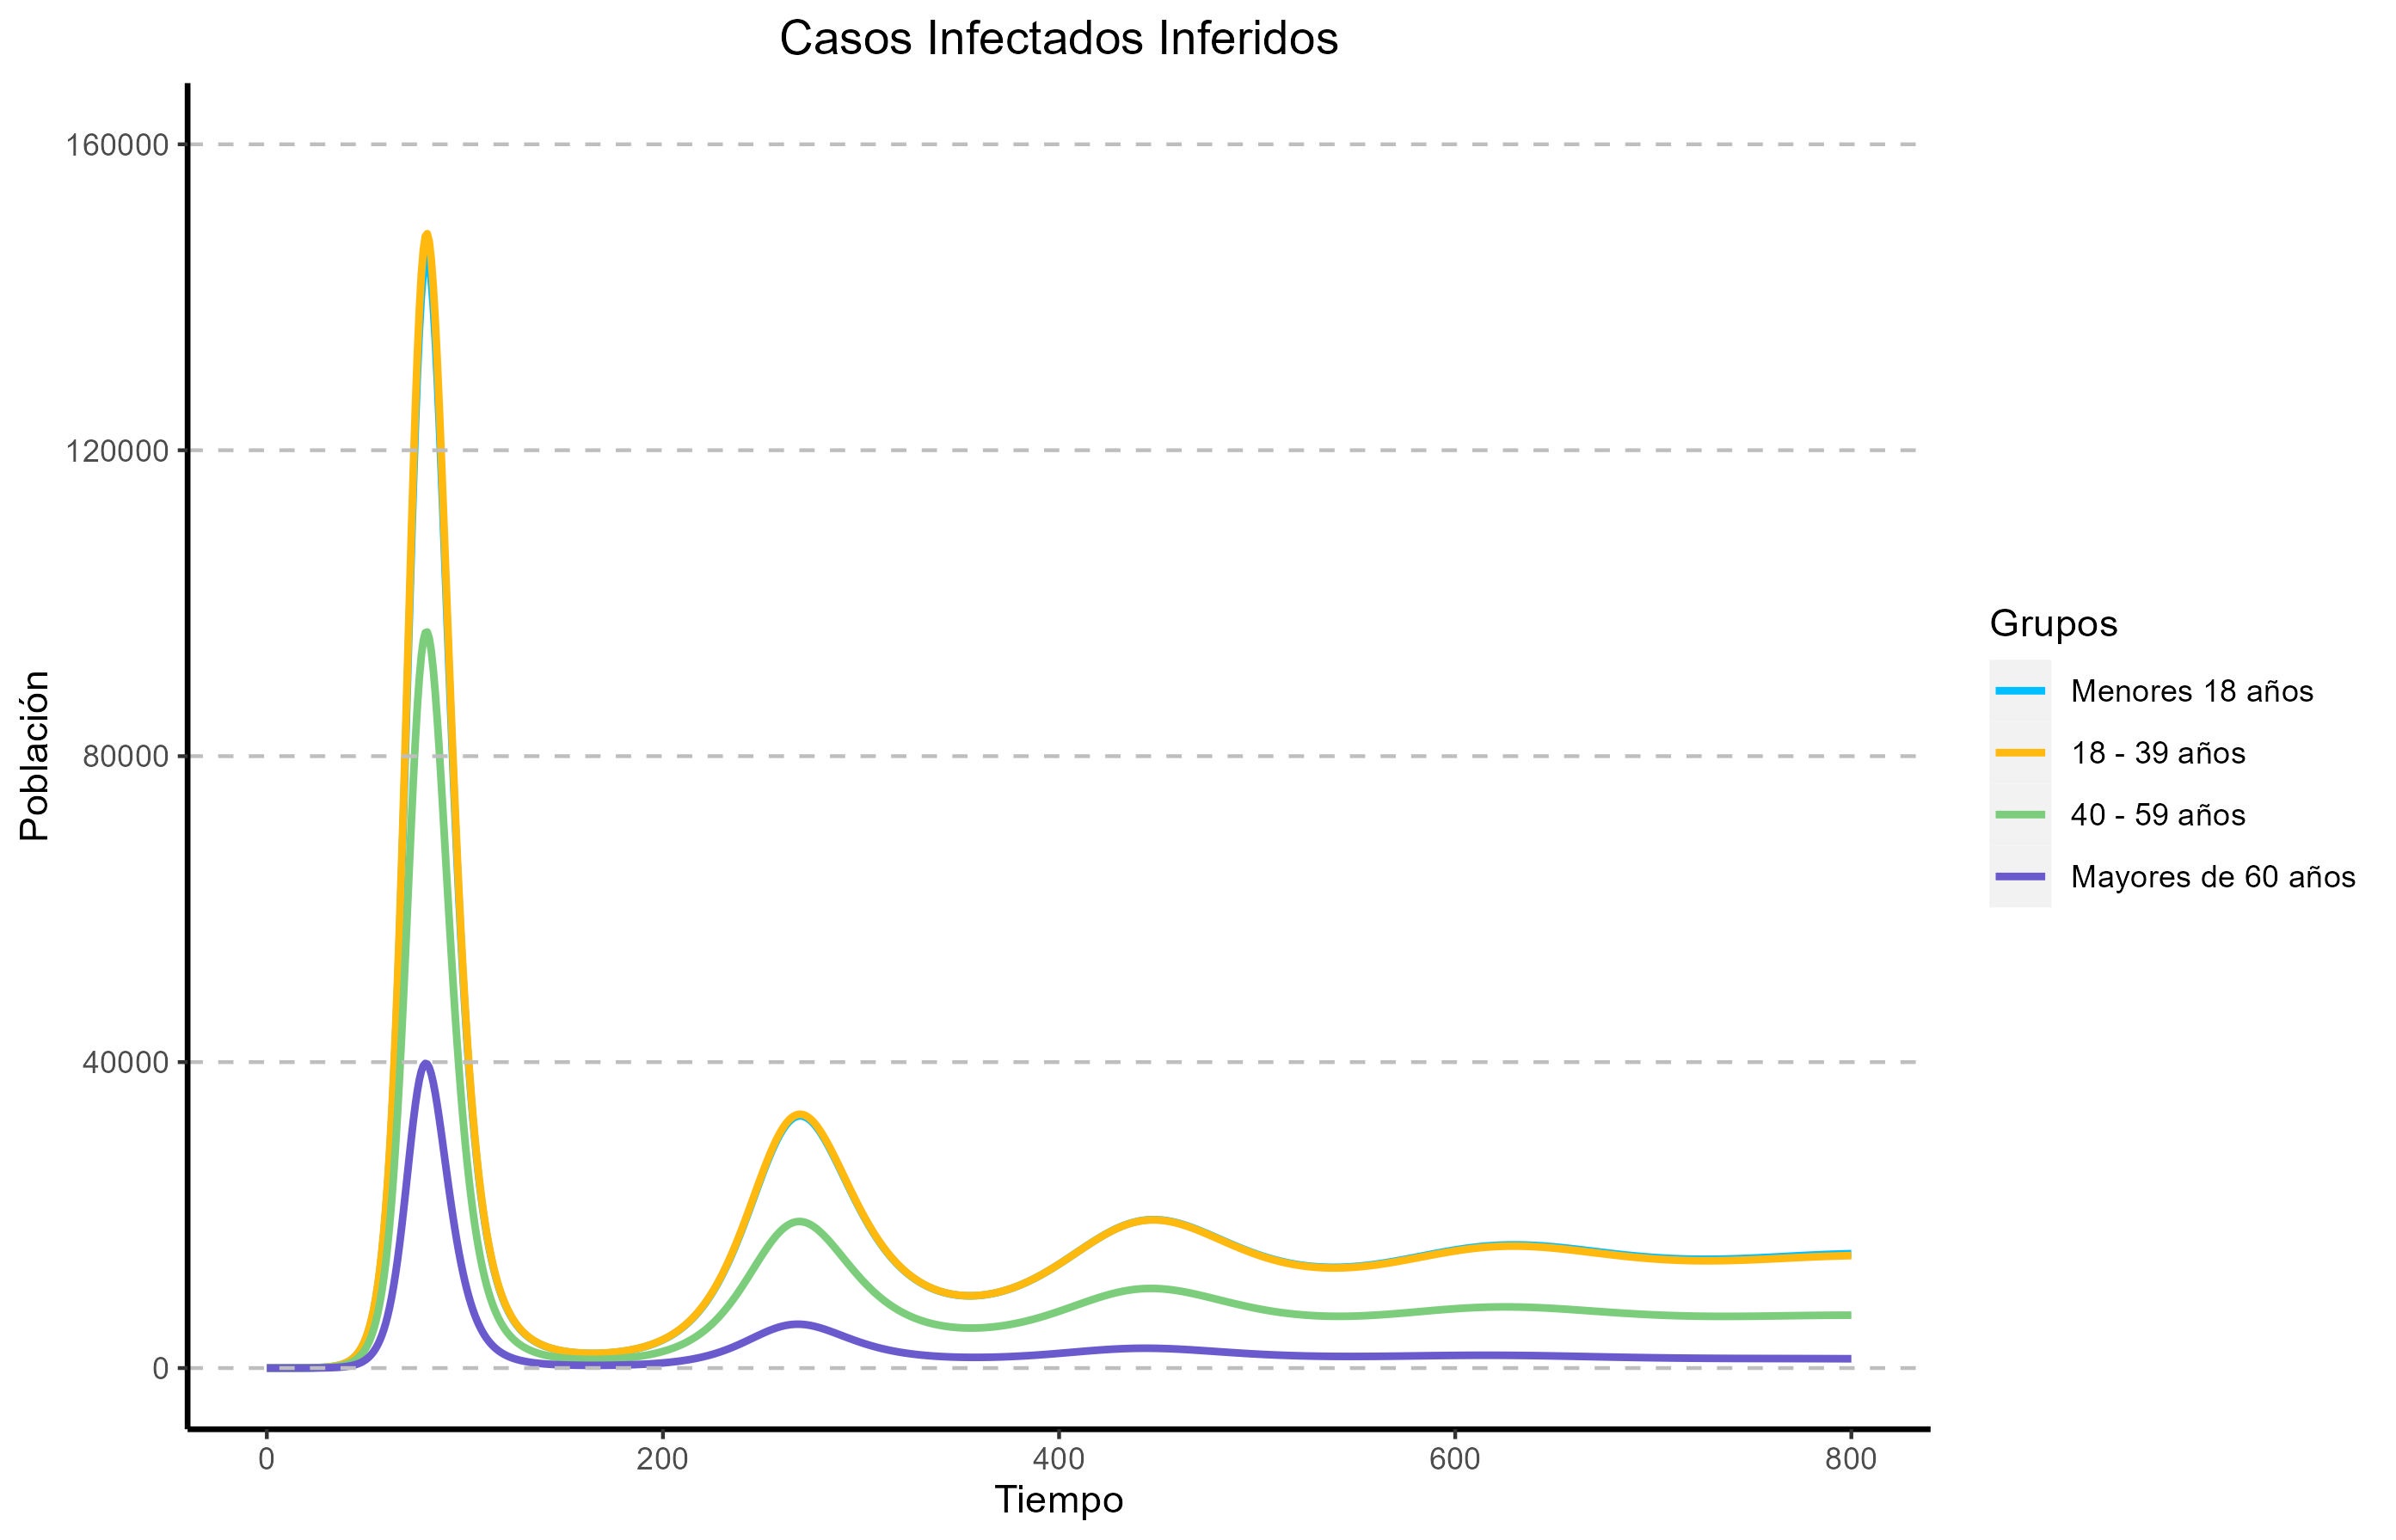 Casos Infectados Inferidos
160000
120000
80000
40000
0
Población
0
200
400
600
800
Tiempo
Grupos
Menores 18 años
18 - 39 años
40 - 59 años
Mayores de 60 años